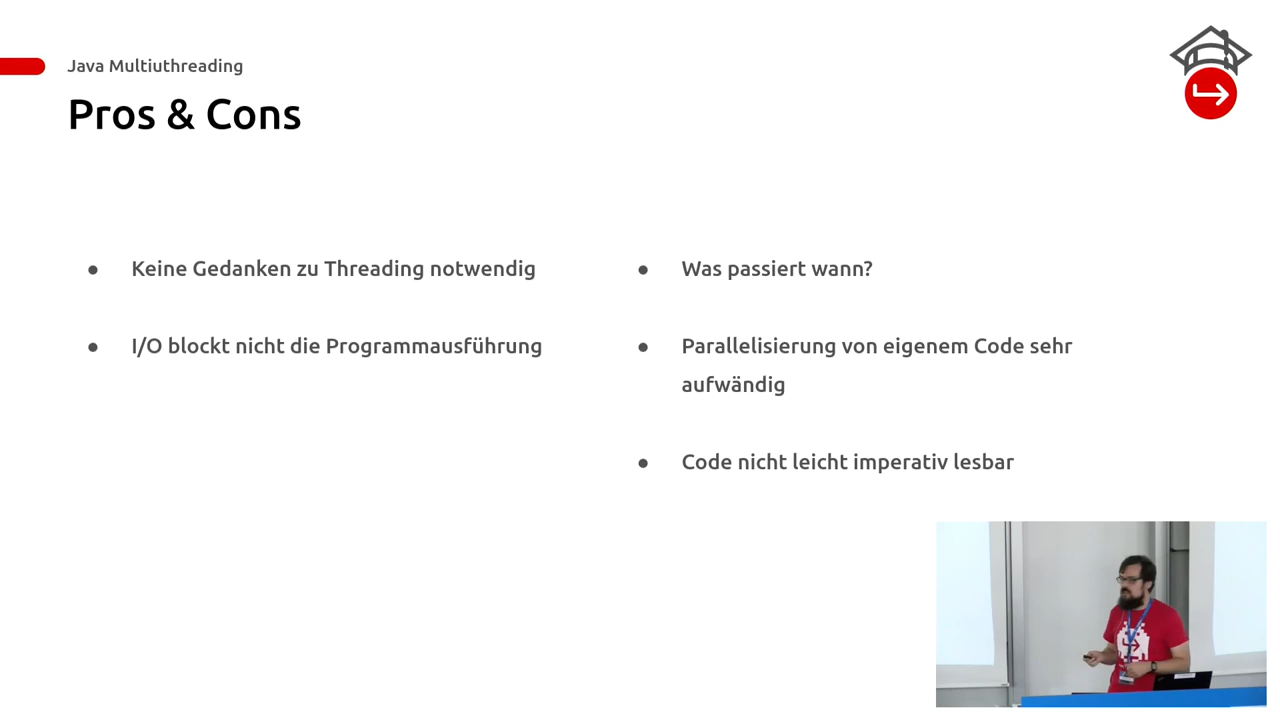 Java Multiuthreading
Pros & Cons
● Keine Gedanken zu Threading notwendig
● I/O blockt nicht die Programmausführung
● Was passiert wann?
● Parallelisierung von eigenem Code sehr
aufwändig
● Code nicht leicht imperativ lesbar